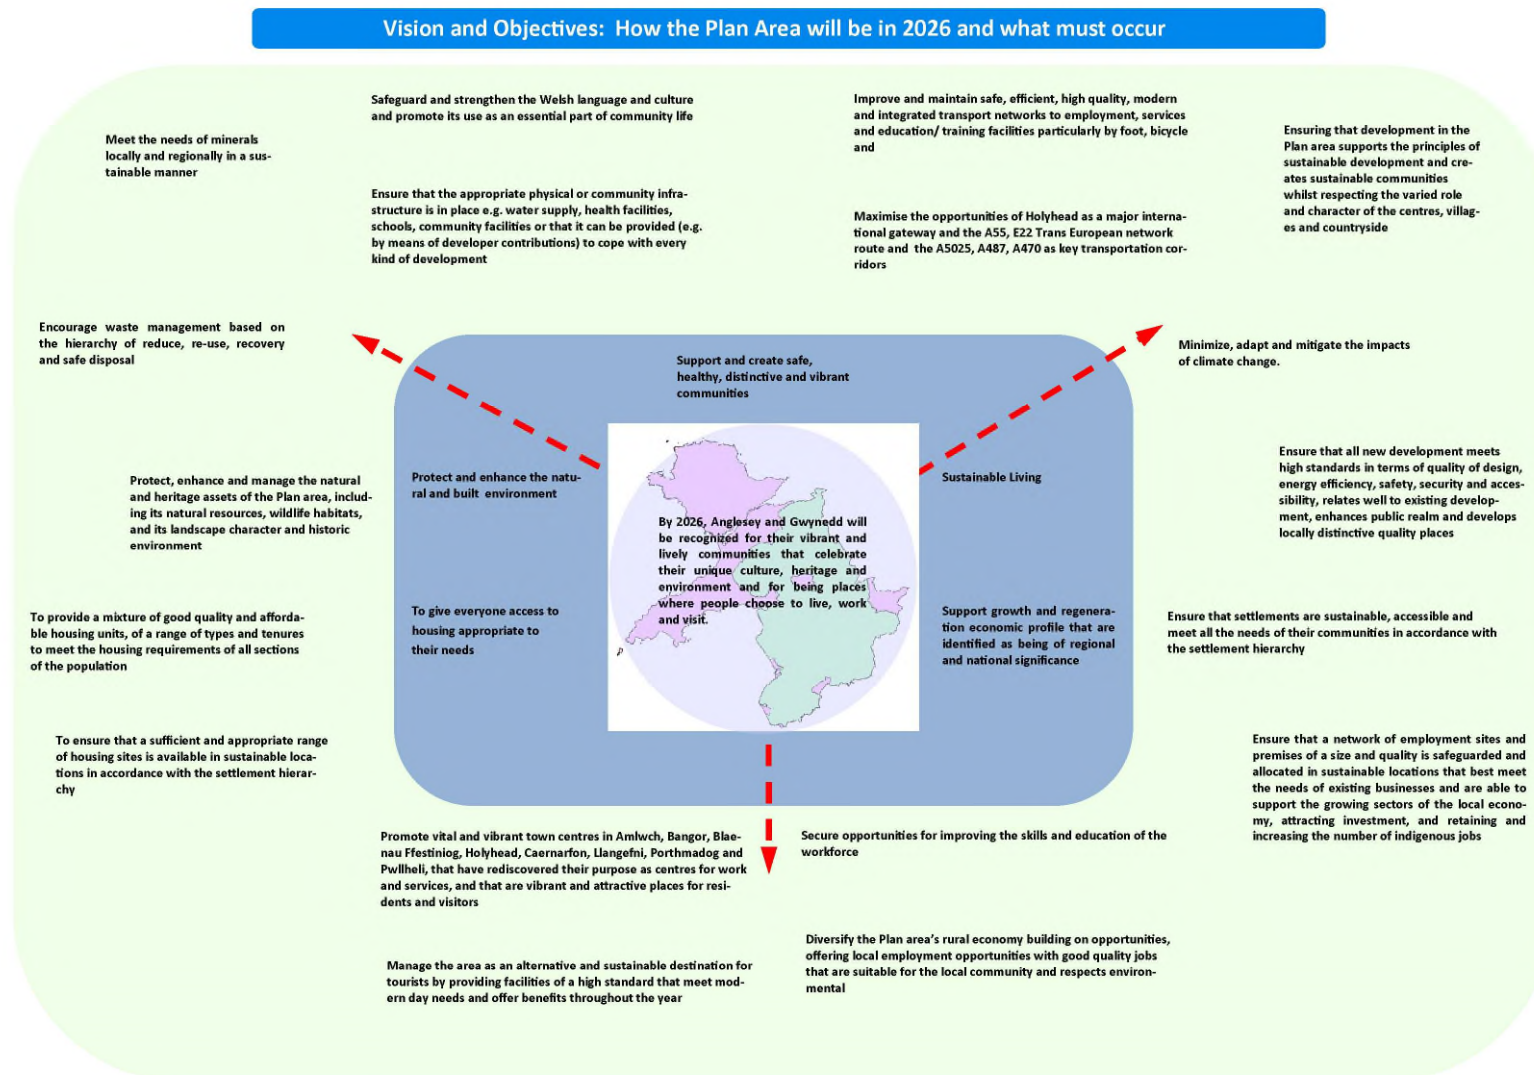 Vision and Objectives:  How the Plan Area will be in 2026 and what must occur
Safeguard and strengthen the Welsh language and culture
and promote its use as an essential part of community life
Improve and maintain safe, efficient, high quality, modern
and integrated transport networks to employment, services
and education/ training facilities particularly by foot, bicycle
and
Meet the needs of minerals
locally and regionally in a sus-
tainable manner
Ensuring that development in the
Plan area supports the principles of
sustainable development and cre-
ates sustainable communities
whilst respecting the varied role
and character of the centres, villag-
es and countryside
Ensure that the appropriate physical or community infra-
structure is in place e.g. water supply, health facilities,
schools, community facilities or that it can be provided (e.g.
by means of developer contributions) to cope with every
kind of development
Maximise the opportunities of Holyhead as a major interna-
tional gateway and the A55, E22 Trans European network
route and  the A5025, A487, A470 as key transportation cor-
ridors
Encourage waste management based on
the hierarchy of reduce, re-use, recovery
and safe disposal
Minimize, adapt and mitigate the impacts
of climate change.
Support and create safe,
healthy, distinctive and vibrant
communities
Protect, enhance and manage the natural
and heritage assets of the Plan area, includ-
ing its natural resources, wildlife habitats,
and its landscape character and historic
environment
Protect and enhance the natu-
ral and built  environment
Sustainable Living
Ensure that all new development meets
high standards in terms of quality of design,
energy efficiency, safety, security and acces-
sibility, relates well to existing develop-
ment, enhances public realm and develops
locally distinctive quality places
By 2026, Anglesey and Gwynedd will
be recognized for their vibrant and
lively communities that celebrate
their unique culture, heritage and
environment and for being places
where people choose to live, work
and visit.
To provide a mixture of good quality and afforda-
ble housing units, of a range of types and tenures
to meet the housing requirements of all sections
of the population
To give everyone access to
housing appropriate to
their needs
Support growth and regenera-
tion economic profile that are
identified as being of regional
and national significance
Ensure that settlements are sustainable, accessible and
meet all the needs of their communities in accordance with
the settlement hierarchy
To ensure that a sufficient and appropriate range
of housing sites is available in sustainable loca-
tions in accordance with the settlement hierar-
chy
Ensure that a network of employment sites and
premises of a size and quality is safeguarded and
allocated in sustainable locations that best meet
the needs of existing businesses and are able to
support the growing sectors of the local econo-
my, attracting investment, and retaining and
increasing the number of indigenous jobs
Promote vital and vibrant town centres in Amlwch, Bangor, Blae-
nau Ffestiniog, Holyhead, Caernarfon, Llangefni, Porthmadog and
Pwllheli, that have rediscovered their purpose as centres for work
and services, and that are vibrant and attractive places for resi-
dents and visitors
Secure opportunities for improving the skills and education of the
workforce
Manage the area as an alternative and sustainable destination for
tourists by providing facilities of a high standard that meet mod-
ern day needs and offer benefits throughout the year
Diversify the Plan area's rural economy building on opportunities,
offering local employment opportunities with good quality jobs
that are suitable for the local community and respects environ-
mental